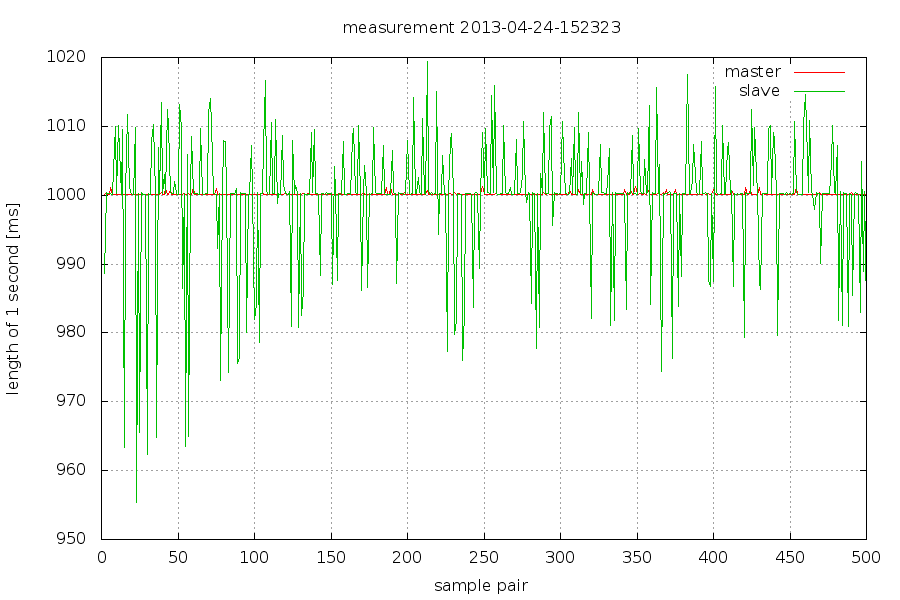 measurement 2013-04-24-152323
master
slave
1020
1010
1000
990
980
970
960
950
length of 1 second [ms]
0 50 100 150 200 250 300 350 400 450 500
sample pair